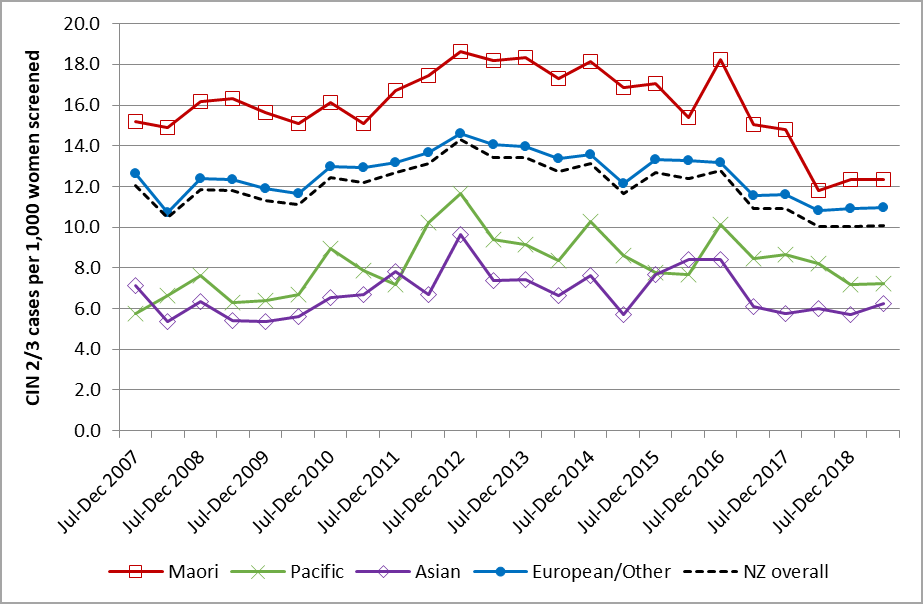 CIN 2/3 cases per 1,000 women screened
20.0
18.0
16.0
14.0
12.0
10.0
8.0
6.0
4.0
2.0
0.0
Jul-Dec 2007
Jul-Dec 2008
Jul-Dec 2009
Jul-Dec 2010
Jul-Dec 2011
Jul-Dec 2012
Jul-Dec 2013
Jul-Dec 2014
Jul-Dec 2015
Jul-Dec 2016
Jul-Dec 2017
Jul-Dec 2018
Maori Pacific Asian European/Other NZ overall